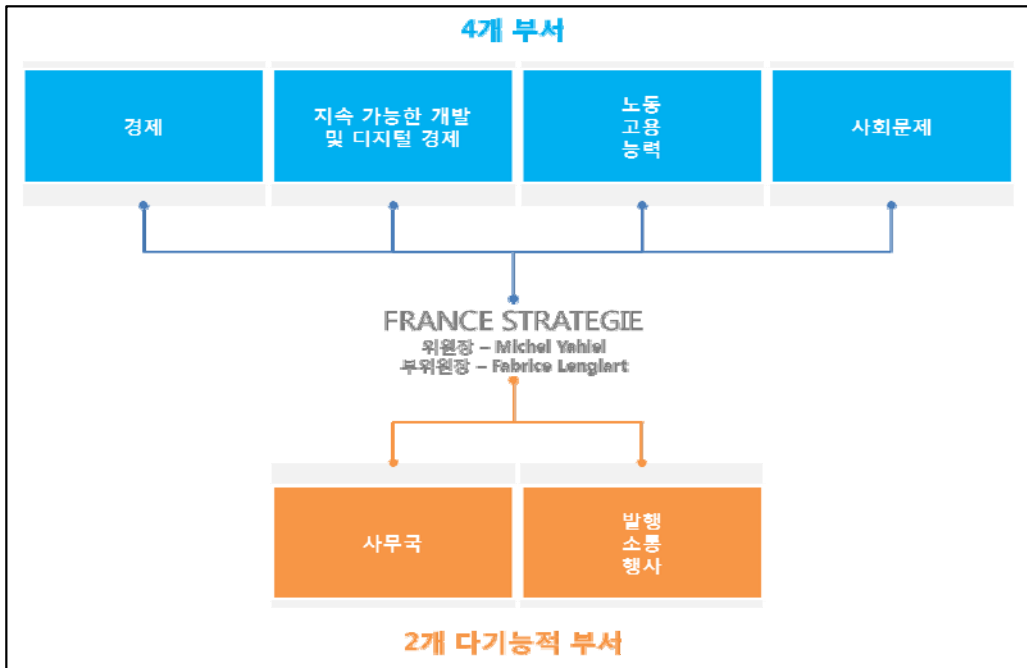 4개 부서
경제
지속 가능한 개발
및 디지털 경제
노동
고용
능력
사회문제
FRANCE STRATEGIE
위원장 – Michel Yahiel
부위원장 – Fabrice Lenglart
사무국
발행
소통
행사
2개 다기능적 부서